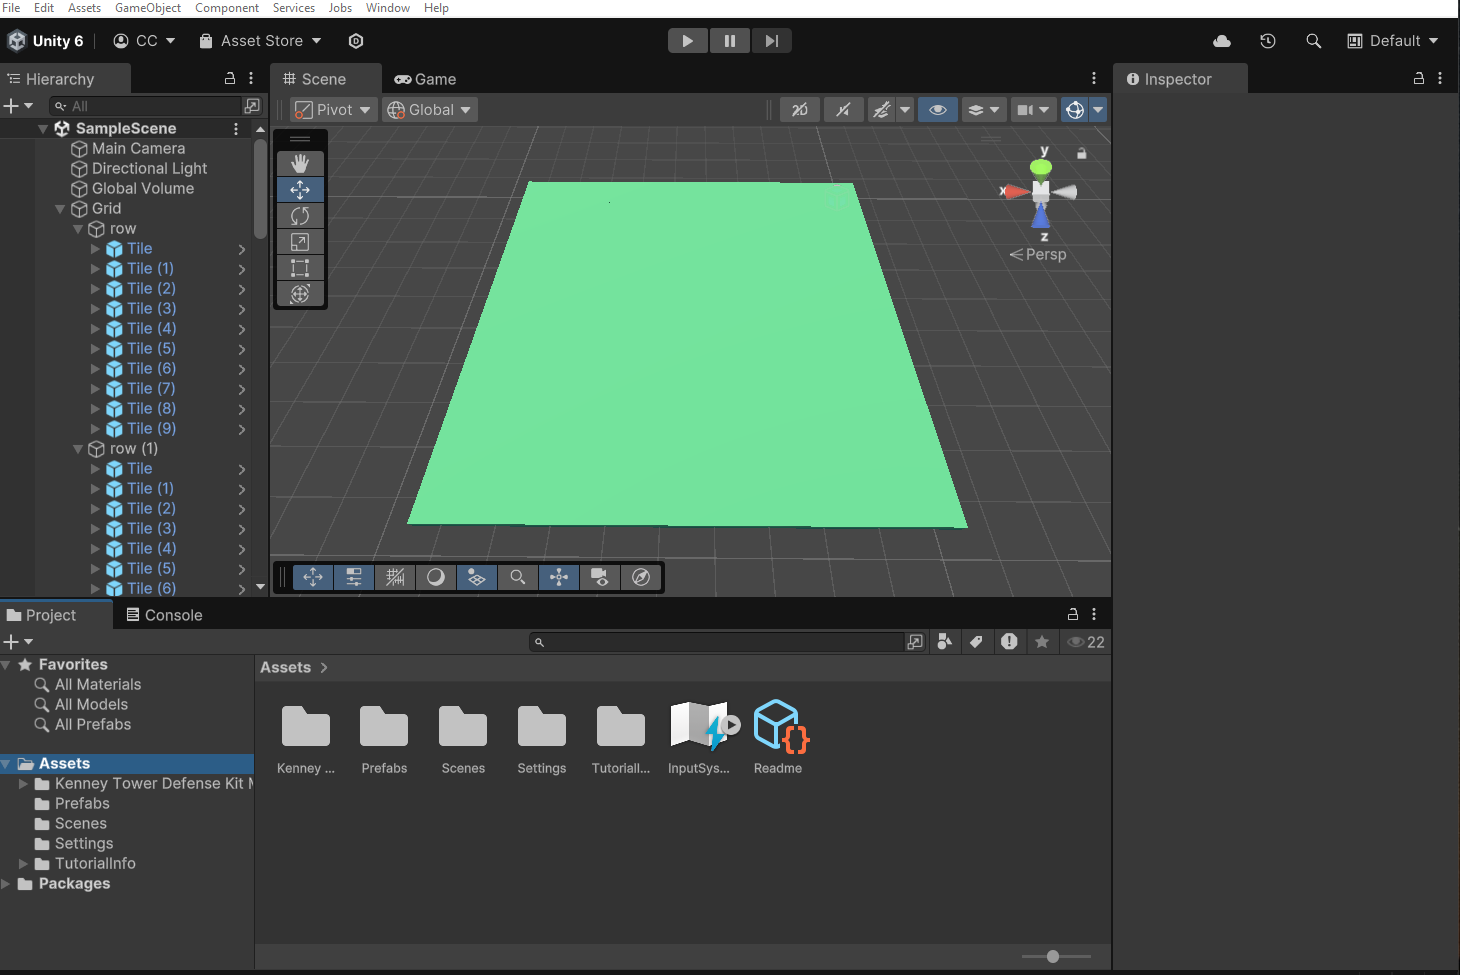 File Edit Assets GameObject Component Services Jobs Window Help
Unity 6 CC Asset Store Default
Hierarchy
All
SampleScene
Main Camera
Directional Light
Global Volume
Grid
row
Tile
Tile (1)
Tile (2)
Tile (3)
Tile (4)
Tile (5)
Tile (6)
Tile (7)
Tile (8)
Tile (9)
row (1)
Tile
Tile (1)
Tile (2)
Tile (3)
Tile (4)
Tile (5)
Tile (6)
Scene Game
Pivot Global 2D
y
x
z
Persp
Inspector
Project Console
22
Favorites
All Materials
All Models
All Prefabs
Assets
Kenney Tower Defense Kit
Prefabs
Scenes
Settings
TutorialInfo
Packages
Assets >
Kenney ... Prefabs Scenes Settings TutorialI... InputSys... Readme